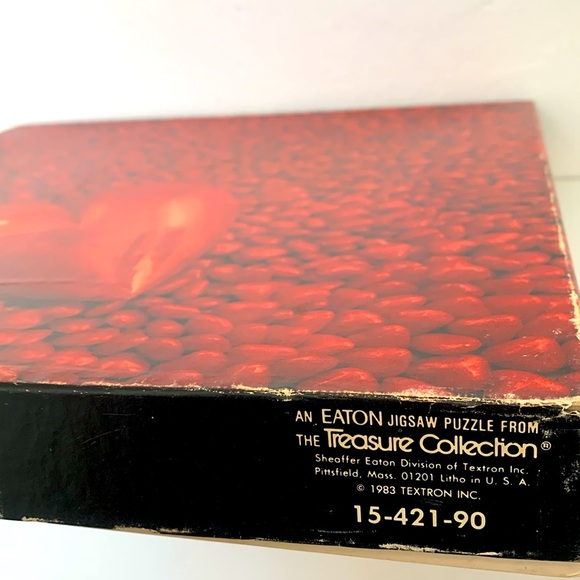 AN EATON JIGSAW PUZZLE FROM
THE Treasure Collection®
Sheaffer Eaton Division of Textron Inc.
Pittsfield, Mass. 01201 Litho in U. S. A.
© 1983 TEXTRON INC.
15-421-90